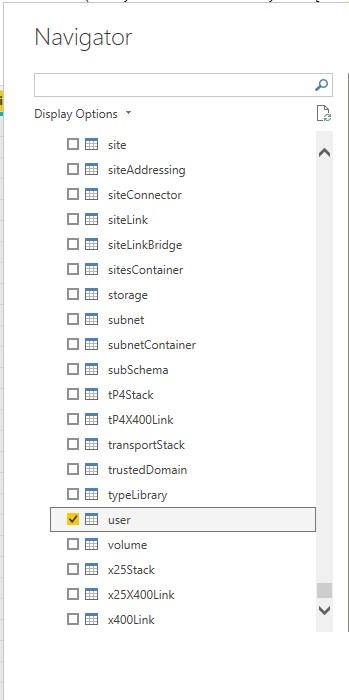 Navigator
Display Options
site
siteAddressing
siteConnector
siteLink
siteLinkBridge
sitesContainer
storage
subnet
subnetContainer
subSchema
tP4Stack
tP4X400Link
transportStack
trustedDomain
typeLibrary
user
volume
x25Stack
x25X400Link
x400Link